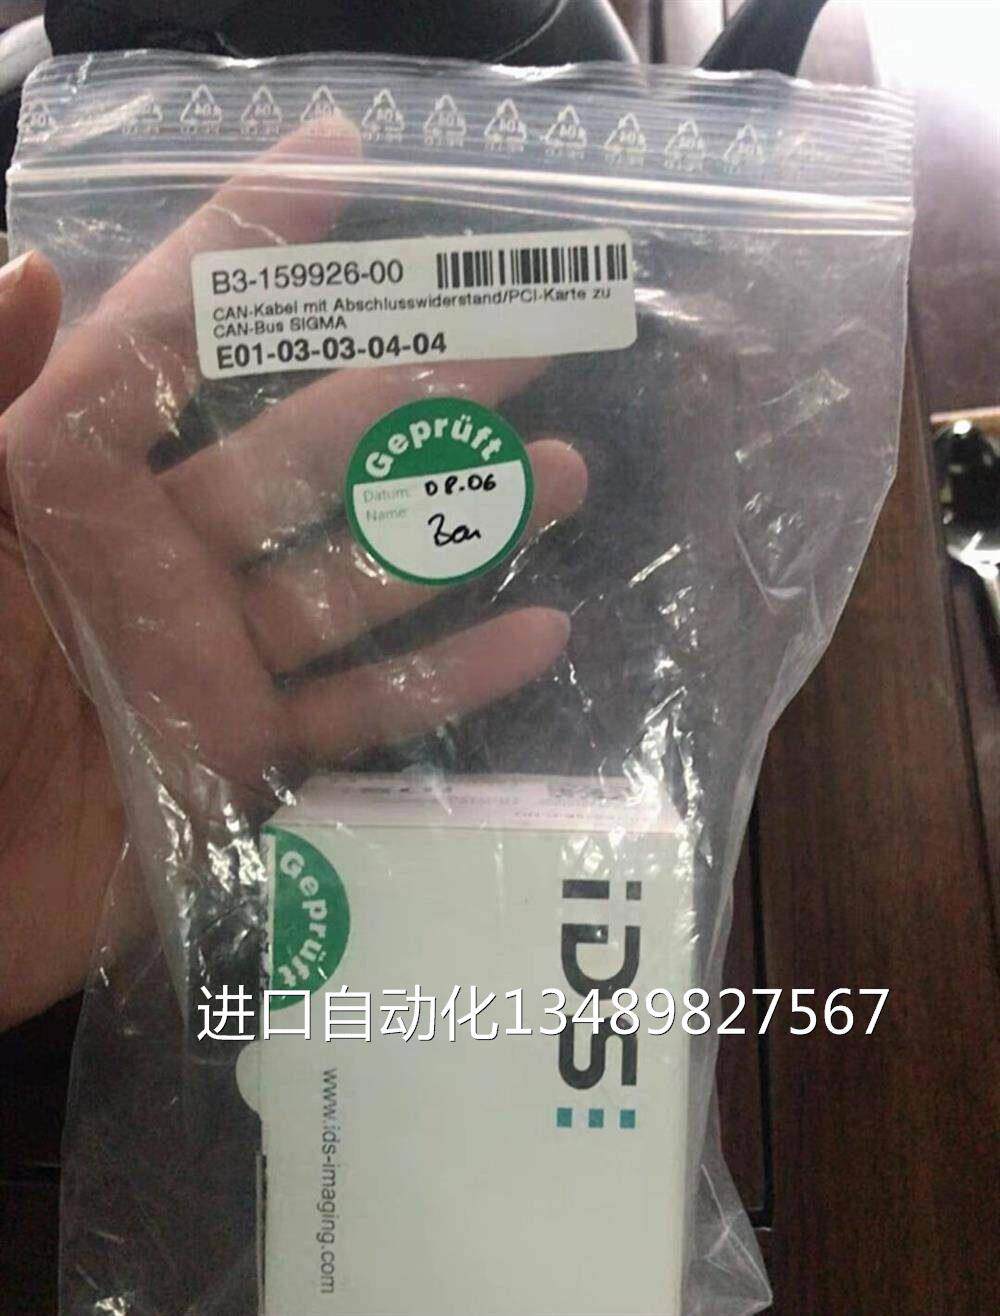 B3-159926-00
CAN-Kabel mit Abschlusswiderstand/PCI-Karte zu
CAN-Bus SIGMA
E01-03-03-04-04
Geprüft
Datum:
Name:
Geprüft
iDS:
进口自动化13489827567
www.ids-imaging.com